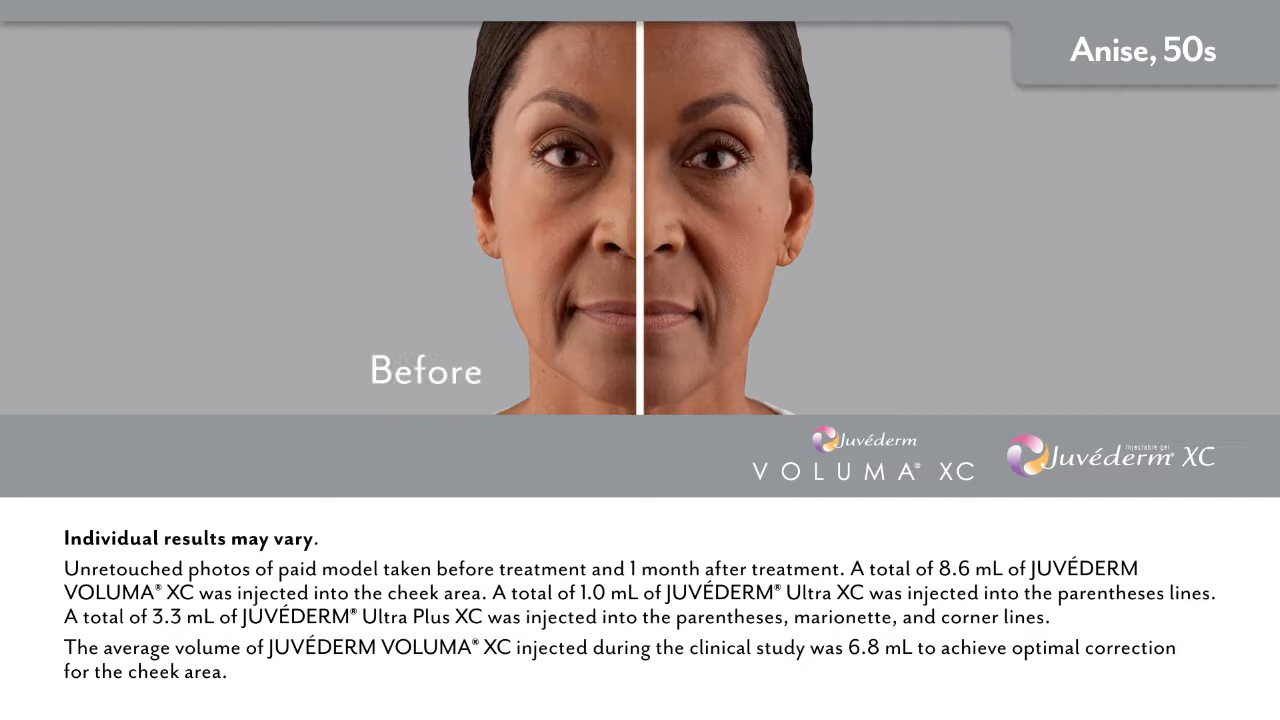 Anise, 50s
Before
Juvéderm
VOLUMA® XC
injectable gel
Juvéderm® XC
Individual results may vary.
Unretouched photos of paid model taken before treatment and 1 month after treatment. A total of 8.6 mL of JUVÉDERM
VOLUMA® XC was injected into the cheek area. A total of 1.0 mL of JUVÉDERM® Ultra XC was injected into the parentheses lines.
A total of 3.3 mL of JUVÉDERM® Ultra Plus XC was injected into the parentheses, marionette, and corner lines.
The average volume of JUVÉDERM VOLUMA® XC injected during the clinical study was 6.8 mL to achieve optimal correction
for the cheek area.